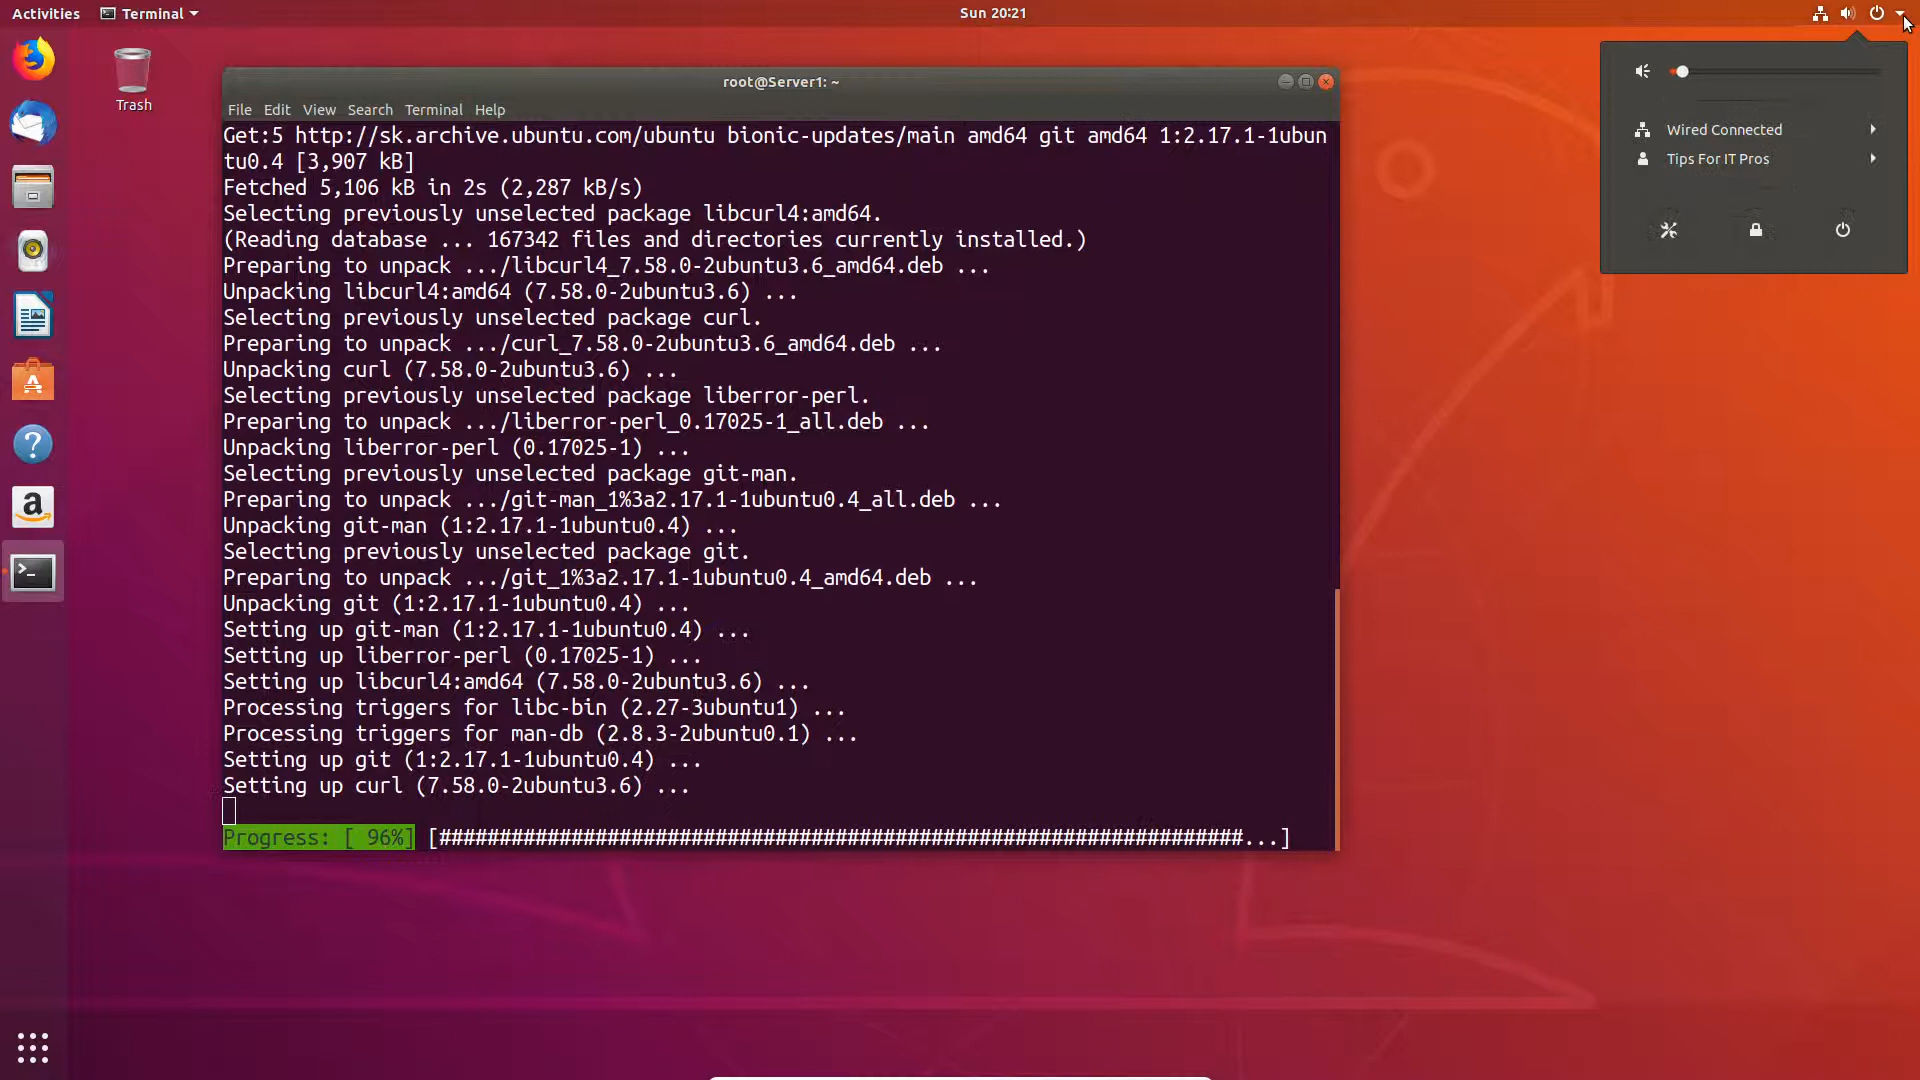 Activities
Terminal
Sun 20:21
Trash
root@Server1: ~
File Edit View Search Terminal Help
Get:5 http://sk.archive.ubuntu.com/ubuntu bionic-updates/main amd64 git amd64 1:2.17.1-1ubun
tu0.4 [3,907 kB]
Fetched 5,106 kB in 2s (2,287 kB/s)
Selecting previously unselected package libcurl4:amd64.
(Reading database ... 167342 files and directories currently installed.)
Preparing to unpack .../libcurl4_7.58.0-2ubuntu3.6_amd64.deb ...
Unpacking libcurl4:amd64 (7.58.0-2ubuntu3.6) ...
Selecting previously unselected package curl.
Preparing to unpack .../curl_7.58.0-2ubuntu3.6_amd64.deb ...
Unpacking curl (7.58.0-2ubuntu3.6) ...
Selecting previously unselected package liberror-perl.
Preparing to unpack .../liberror-perl_0.17025-1_all.deb ...
Unpacking liberror-perl (0.17025-1) ...
Selecting previously unselected package git-man.
Preparing to unpack .../git-man_1%3a2.17.1-1ubuntu0.4_all.deb ...
Unpacking git-man (1:2.17.1-1ubuntu0.4) ...
Selecting previously unselected package git.
Preparing to unpack .../git_1%3a2.17.1-1ubuntu0.4_amd64.deb ...
Unpacking git (1:2.17.1-1ubuntu0.4) ...
Setting up git-man (1:2.17.1-1ubuntu0.4) ...
Setting up liberror-perl (0.17025-1) ...
Setting up libcurl4:amd64 (7.58.0-2ubuntu3.6) ...
Processing triggers for libc-bin (2.27-3ubuntu1) ...
Processing triggers for man-db (2.8.3-2ubuntu0.1) ...
Setting up git (1:2.17.1-1ubuntu0.4) ...
Setting up curl (7.58.0-2ubuntu3.6) ...
Progress: [ 96%] [###################################################################...]
Wired Connected
Tips For IT Pros